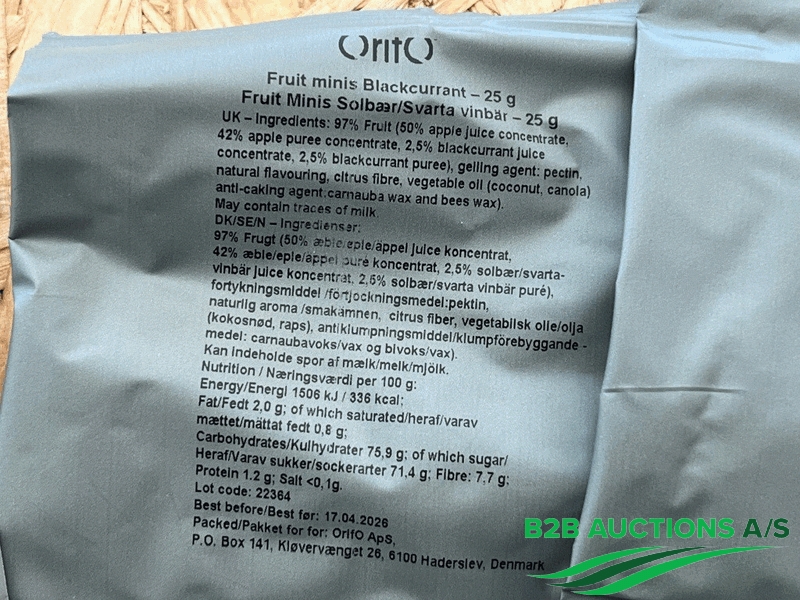 OrifO
Fruit minis Blackcurrant – 25 g
Fruit Minis Solbær/Svarta vinbär – 25 g
UK – Ingredients: 97% Fruit (50% apple juice concentrate,
42% apple puree concentrate, 2,5% blackcurrant juice
concentrate, 2,5% blackcurrant puree), gelling agent: pectin,
natural flavouring, citrus fibre, vegetable oil (coconut, canola)
anti-caking agent:carnauba wax and bees wax).
May contain traces of milk.
DK/SE/N – Ingredienser:
97% Frugt (50% æble/eple/äppel juice koncentrat,
42% æble/eple/äppel puré koncentrat, 2,5% solbær/svarta-
vinbär juice koncentrat, 2,5% solbær/svarta vinbär puré),
fortykningsmiddel /förtjockningsmedel:pektin,
naturlig aroma /smakämnen, citrus fiber, vegetabilsk olie/olja
(kokosnød, raps), antiklumpningsmiddel/klumpförebyggande -
medel: carnaubavoks/vax og bivoks/vax).
Kan indeholde spor af mælk/melk/mjölk.
Nutrition / Næringsværdi per 100 g:
Energy/Energi 1506 kJ / 336 kcal;
Fat/Fedt 2,0 g; of which saturated/heraf/varav
mættet/mättat fedt 0,8 g;
Carbohydrates/Kulhydrater 75,9 g; of which sugar/
Heraf/Varav sukker/sockerarter 71,4 g; Fibre: 7,7 g;
Protein 1.2 g; Salt <0,1g.
Lot code: 22364
Best before/Best før: 17.04.2026
Packed/Pakket for for: OrifO ApS,
P.O. Box 141, Kløvervænget 26, 6100 Haderslev, Denmark
B2B AUCTIONS A/S